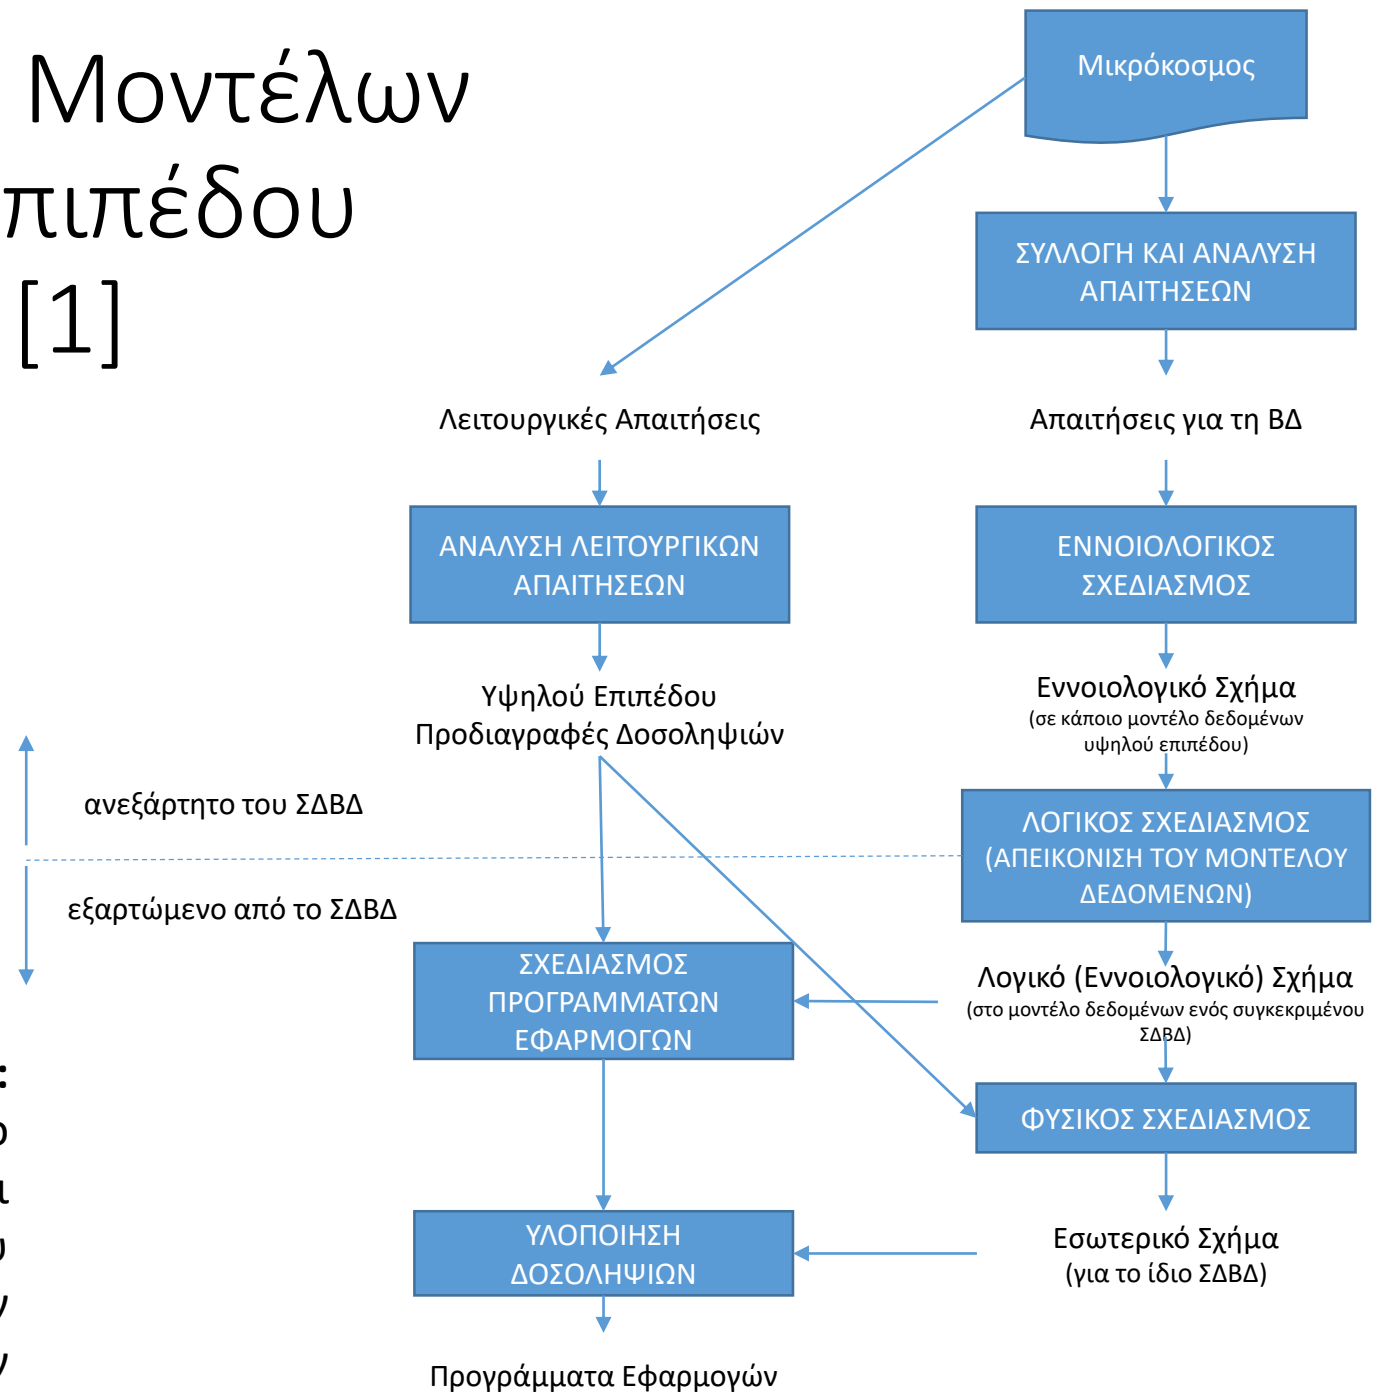 Μοντέλων
πιπέδου
[1]
Μικρόκοσμος
ΣΥΛΛΟΓΗ ΚΑΙ ΑΝΑΛΥΣΗ
ΑΠΑΙΤΗΣΕΩΝ
Λειτουργικές Απαιτήσεις
Απαιτήσεις για τη ΒΔ
ΑΝΑΛΥΣΗ ΛΕΙΤΟΥΡΓΙΚΩΝ
ΑΠΑΙΤΗΣΕΩΝ
ΕΝΝΟΙΟΛΟΓΙΚΟΣ
ΣΧΕΔΙΑΣΜΟΣ
Υψηλού Επιπέδου
Προδιαγραφές Δοσοληψιών
Εννοιολογικό Σχήμα
(σε κάποιο μοντέλο δεδομένων
υψηλού επιπέδου)
ανεξάρτητο του ΣΔΒΔ
εξαρτώμενο από το ΣΔΒΔ
ΛΟΓΙΚΟΣ ΣΧΕΔΙΑΣΜΟΣ
(ΑΠΕΙΚΟΝΙΣΗ ΤΟΥ ΜΟΝΤΕΛΟΥ
ΔΕΔΟΜΕΝΩΝ)
ΣΧΕΔΙΑΣΜΟΣ
ΠΡΟΓΡΑΜΜΑΤΩΝ
ΕΦΑΡΜΟΓΩΝ
Λογικό (Εννοιολογικό) Σχήμα
(στο μοντέλο δεδομένων ενός συγκεκριμένου
ΣΔΒΔ)
ΦΥΣΙΚΟΣ ΣΧΕΔΙΑΣΜΟΣ
ΥΛΟΠΟΙΗΣΗ
ΔΟΣΟΛΗΨΙΩΝ
Εσωτερικό Σχήμα
(για το ίδιο ΣΔΒΔ)
Προγράμματα Εφαρμογών